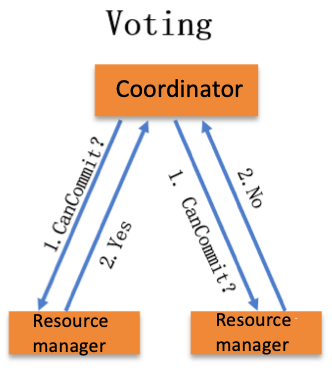 Voting
Coordinator
1.CanCommit?
2.Yes
1. CanCommit?
2.No
Resource
manager
Resource
manager